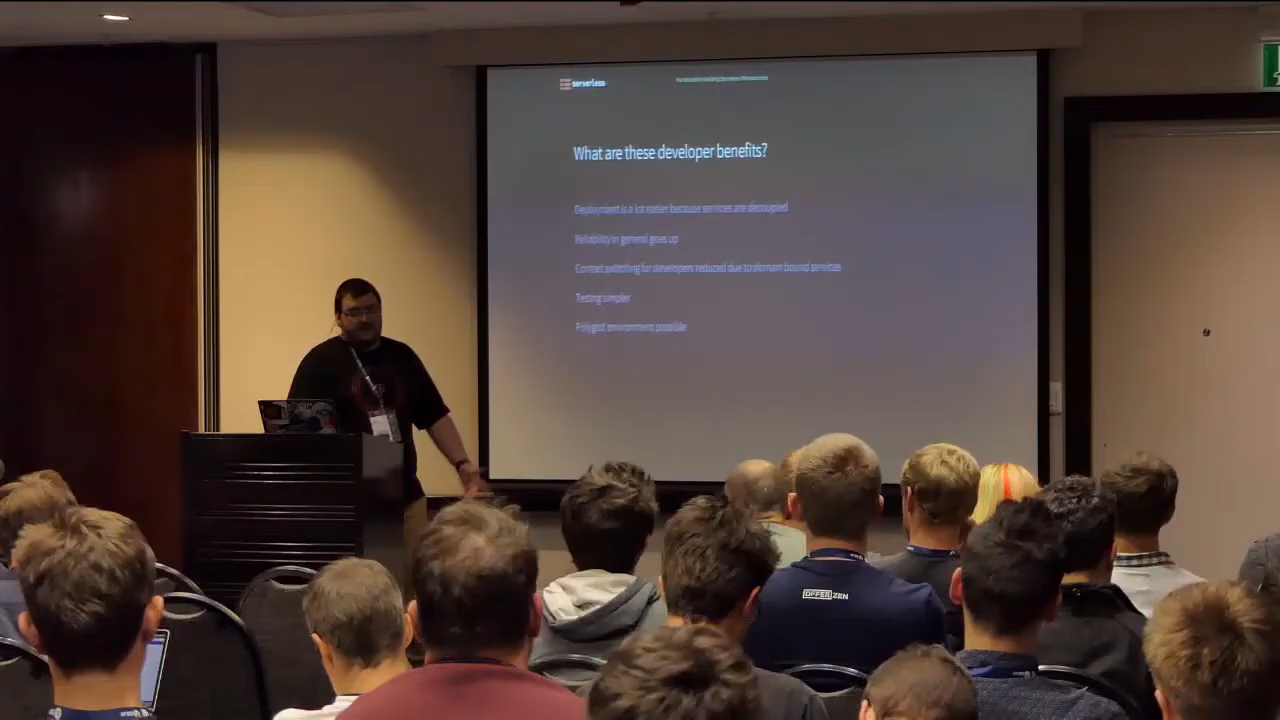 serverless
What are these developer benefits?
Deployment is a lot easier because services are decoupled
Reliability in general goes up
Context switching for developers reduced due to domain bound services
Testing simpler
Polyglot environment possible
OFFERZEN